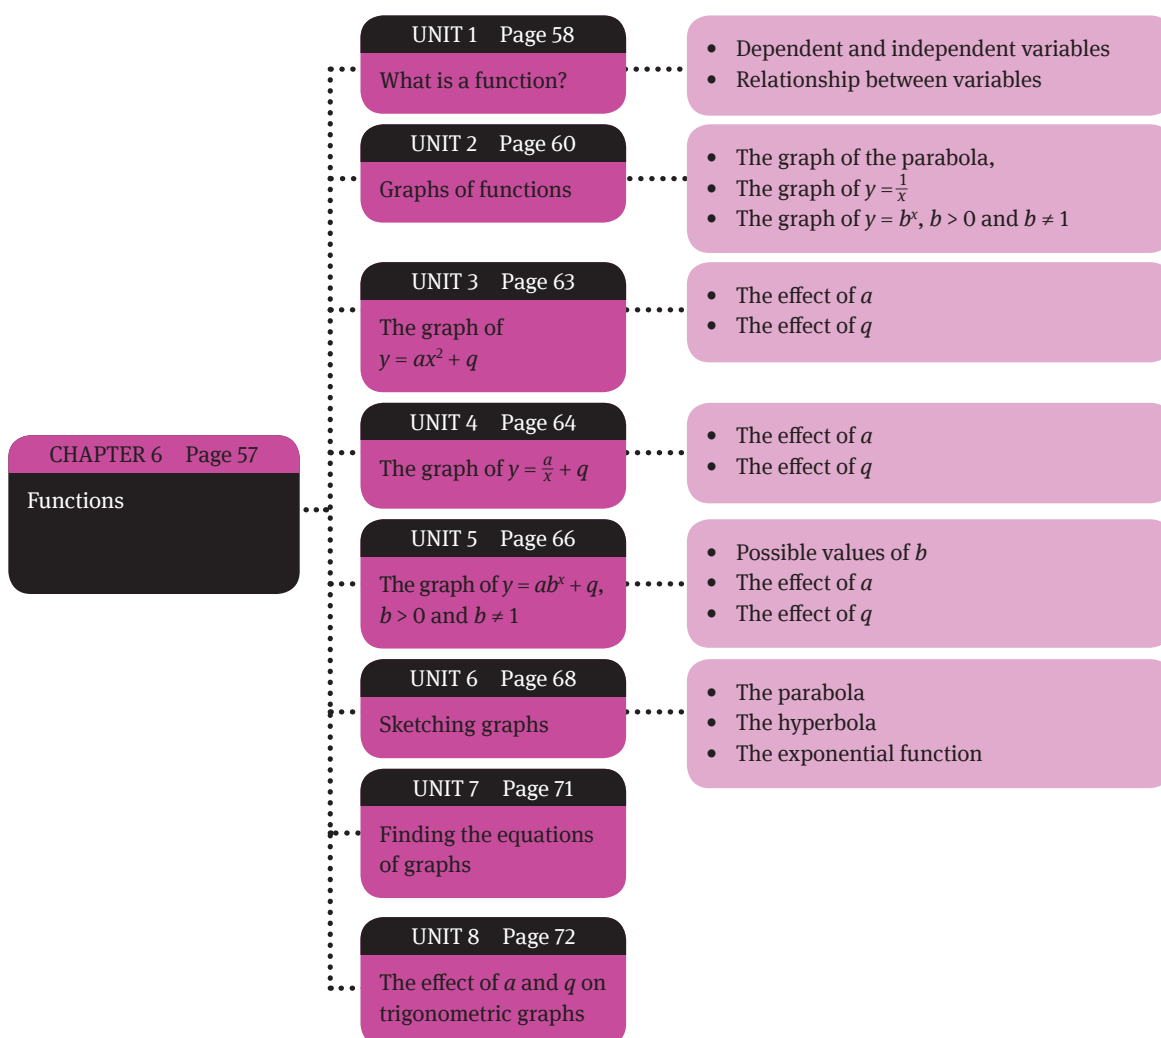 CHAPTER 6 Page 57
Functions
UNIT 1 Page 58
What is a function?
• Dependent and independent variables
• Relationship between variables
UNIT 2 Page 60
Graphs of functions
• The graph of the parabola,
• The graph of y = 1/x
• The graph of y = bˣ, b > 0 and b ≠ 1
UNIT 3 Page 63
The graph of
y = ax² + q
• The effect of a
• The effect of q
UNIT 4 Page 64
The graph of y = a/x + q
• The effect of a
• The effect of q
UNIT 5 Page 66
The graph of y = abˣ + q,
b > 0 and b ≠ 1
• Possible values of b
• The effect of a
• The effect of q
UNIT 6 Page 68
Sketching graphs
• The parabola
• The hyperbola
• The exponential function
UNIT 7 Page 71
Finding the equations
of graphs
UNIT 8 Page 72
The effect of a and q on
trigonometric graphs